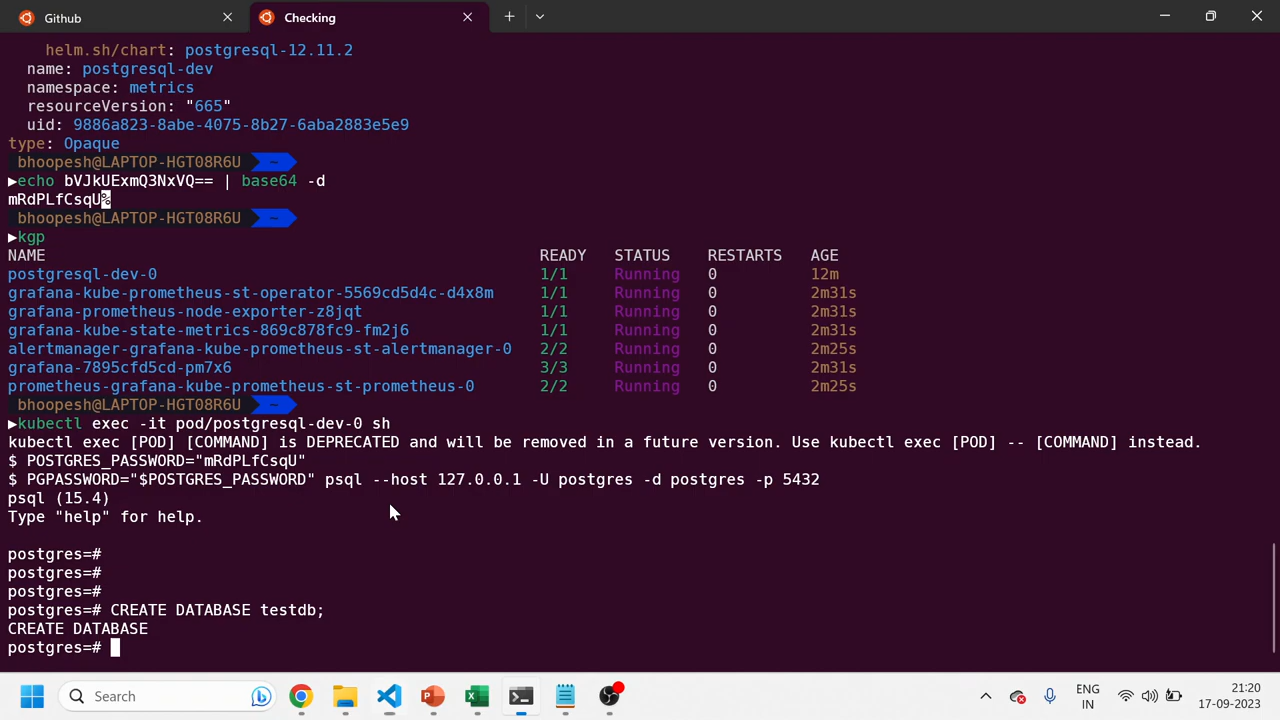 Github
Checking
helm.sh/chart: postgresql-12.11.2
name: postgresql-dev
namespace: metrics
resourceVersion: "665"
uid: 9886a823-8abe-4075-8b27-6aba2883e5e9
type: Opaque
bhoopesh@LAPTOP-HGT08R6U ~
▶echo bVJkUExmQ3NxVQ== | base64 -d
mRdPLfCsqU%
bhoopesh@LAPTOP-HGT08R6U ~
▶kgp
NAME READY STATUS RESTARTS AGE
postgresql-dev-0 1/1 Running 0 12m
grafana-kube-prometheus-st-operator-5569cd5d4c-d4x8m 1/1 Running 0 2m31s
grafana-prometheus-node-exporter-z8jqt 1/1 Running 0 2m31s
grafana-kube-state-metrics-869c878fc9-fm2j6 1/1 Running 0 2m31s
alertmanager-grafana-kube-prometheus-st-alertmanager-0 2/2 Running 0 2m25s
grafana-7895cfd5cd-pm7x6 3/3 Running 0 2m31s
prometheus-grafana-kube-prometheus-st-prometheus-0 2/2 Running 0 2m25s
bhoopesh@LAPTOP-HGT08R6U ~
▶kubectl exec -it pod/postgresql-dev-0 sh
kubectl exec [POD] [COMMAND] is DEPRECATED and will be removed in a future version. Use kubectl exec [POD] -- [COMMAND] instead.
$ POSTGRES_PASSWORD="mRdPLfCsqU"
$ PGPASSWORD="$POSTGRES_PASSWORD" psql --host 127.0.0.1 -U postgres -d postgres -p 5432
psql (15.4)
Type "help" for help.
postgres=#
postgres=#
postgres=#
postgres=# CREATE DATABASE testdb;
CREATE DATABASE
postgres=#
Search
ENG
IN
21:20
17-09-2023